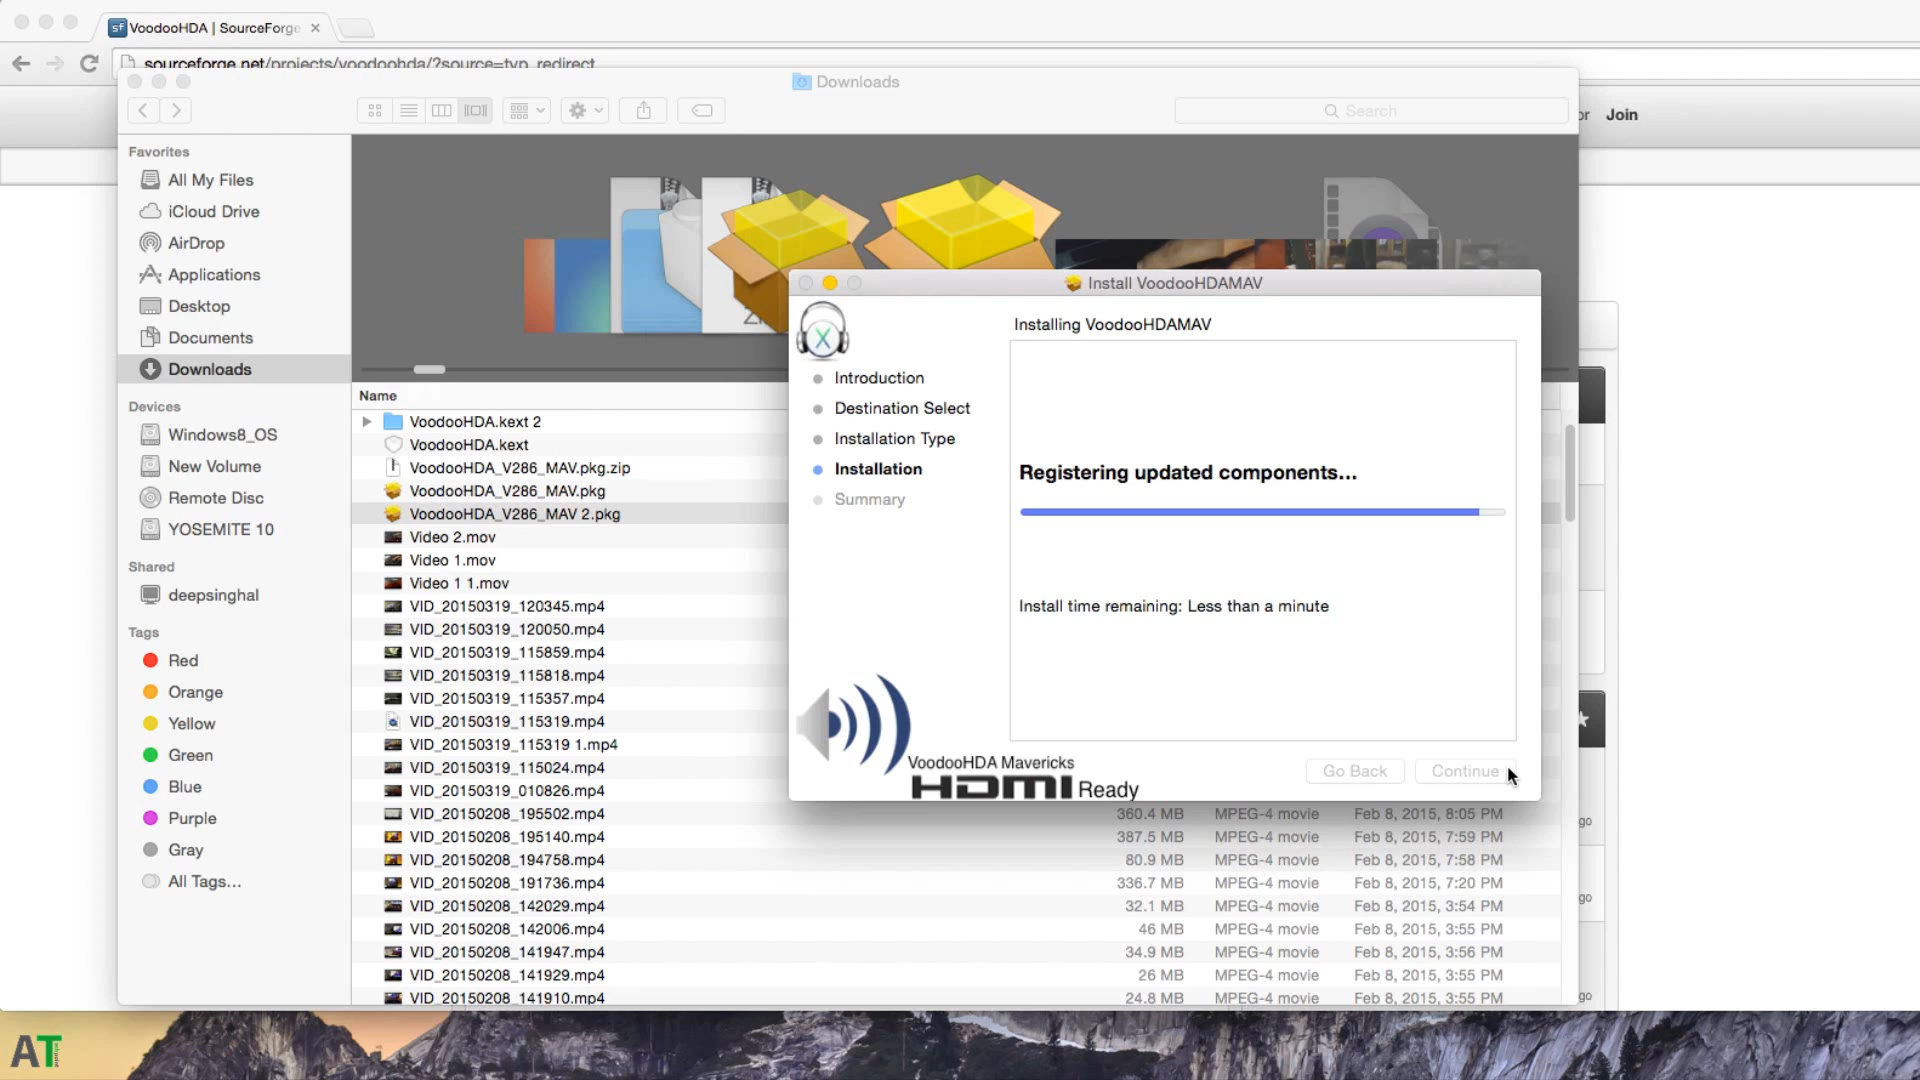 sf VoodooHDA | SourceForge
sourceforge.net/projects/voodoohda/?source=typ_redirect
Downloads
Search
or Join
Favorites
All My Files
iCloud Drive
AirDrop
Applications
Desktop
Documents
Downloads
Devices
Windows8_OS
New Volume
Remote Disc
YOSEMITE 10
Shared
deepsinghal
Tags
Red
Orange
Yellow
Green
Blue
Purple
Gray
All Tags...
Name
VoodooHDA.kext 2
VoodooHDA.kext
VoodooHDA_V286_MAV.pkg.zip
VoodooHDA_V286_MAV.pkg
VoodooHDA_V286_MAV 2.pkg
Video 2.mov
Video 1.mov
Video 1 1.mov
VID_20150319_120345.mp4
VID_20150319_120050.mp4
VID_20150319_115859.mp4
VID_20150319_115818.mp4
VID_20150319_115357.mp4
VID_20150319_115319.mp4
VID_20150319_115319 1.mp4
VID_20150319_115024.mp4
VID_20150319_010826.mp4
VID_20150208_195502.mp4 360.4 MB MPEG-4 movie Feb 8, 2015, 8:05 PM
VID_20150208_195140.mp4 387.5 MB MPEG-4 movie Feb 8, 2015, 7:59 PM
VID_20150208_194758.mp4 80.9 MB MPEG-4 movie Feb 8, 2015, 7:58 PM
VID_20150208_191736.mp4 336.7 MB MPEG-4 movie Feb 8, 2015, 7:20 PM
VID_20150208_142029.mp4 32.1 MB MPEG-4 movie Feb 8, 2015, 3:54 PM
VID_20150208_142006.mp4 46 MB MPEG-4 movie Feb 8, 2015, 3:55 PM
VID_20150208_141947.mp4 34.9 MB MPEG-4 movie Feb 8, 2015, 3:56 PM
VID_20150208_141929.mp4 26 MB MPEG-4 movie Feb 8, 2015, 3:55 PM
VID_20150208_141910.mp4 24.8 MB MPEG-4 movie Feb 8, 2015, 3:55 PM
Install VoodooHDAMAV
X
Installing VoodooHDAMAV
Introduction
Destination Select
Installation Type
Installation
Summary
Registering updated components...
Install time remaining: Less than a minute
VoodooHDA Mavericks
HDMI Ready
Go Back
Continue
go
go
go
AT